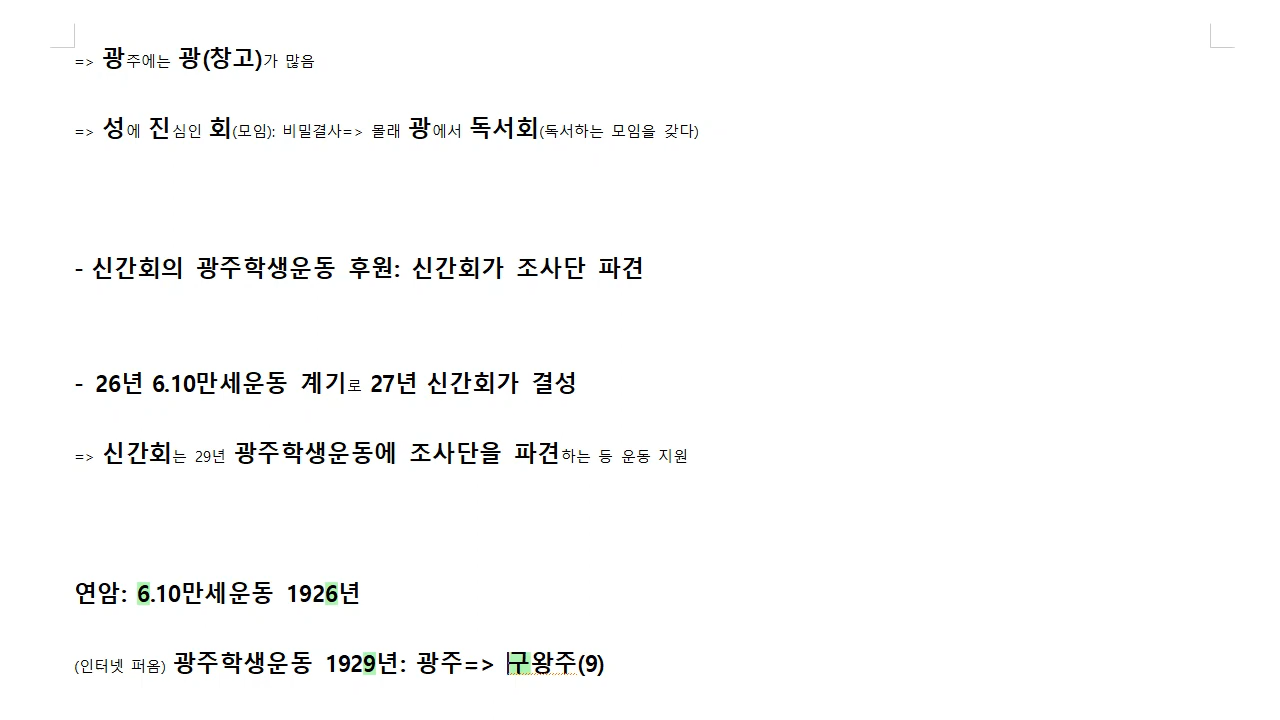 => 광주에는 광(창고)가 많음
=> 성에 진심인 회(모임): 비밀결사=> 몰래 광에서 독서회(독서하는 모임을 갖다)
- 신간회의 광주학생운동 후원: 신간회가 조사단 파견
- 26년 6.10만세운동 계기로 27년 신간회가 결성
=> 신간회는 29년 광주학생운동에 조사단을 파견하는 등 운동 지원
연암: 6.10만세운동 1926년
(인터넷 퍼옴) 광주학생운동 1929년: 광주=> 구왕주(9)